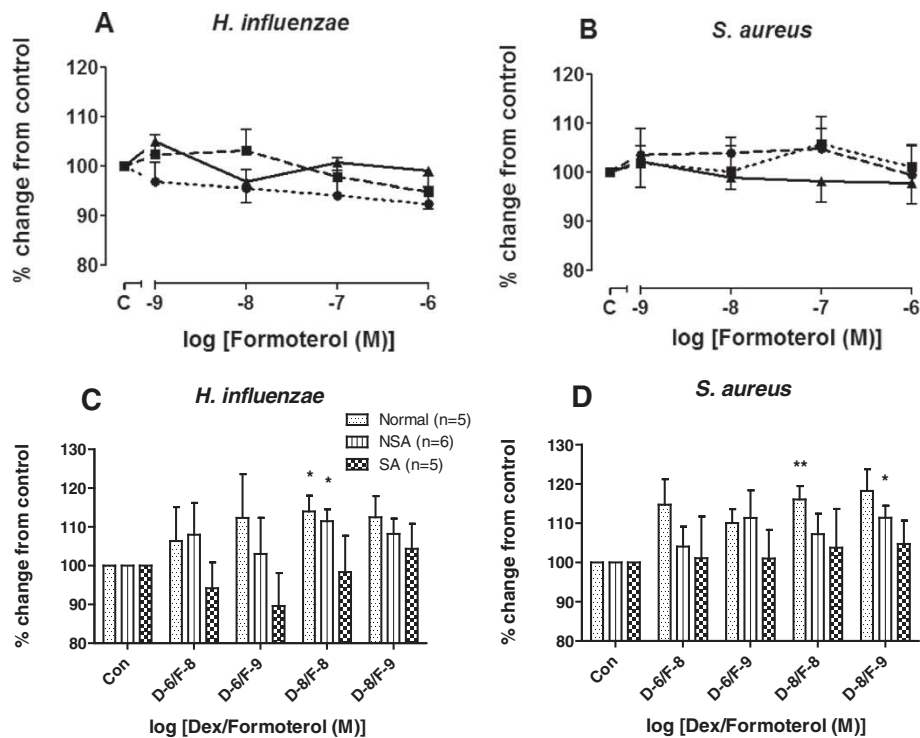 A
H. influenzae
% change from control
120
110
100
90
80
C
-9
-8
-7
-6
log [Formoterol (M)]
B
S. aureus
% change from control
120
110
100
90
80
C
-9
-8
-7
-6
log [Formoterol (M)]
C
H. influenzae
Normal (n=5)
NSA (n=6)
SA (n=5)
% change from control
130
120
110
100
90
80
*
*
Con
D-6/F-8
D-6/F-9
D-8/F-8
D-8/F-9
log [Dex/Formoterol (M)]
D
S. aureus
% change from control
130
120
110
100
90
80
**
*
Con
D-6/F-8
D-6/F-9
D-8/F-8
D-8/F-9
log [Dex/Formoterol (M)]